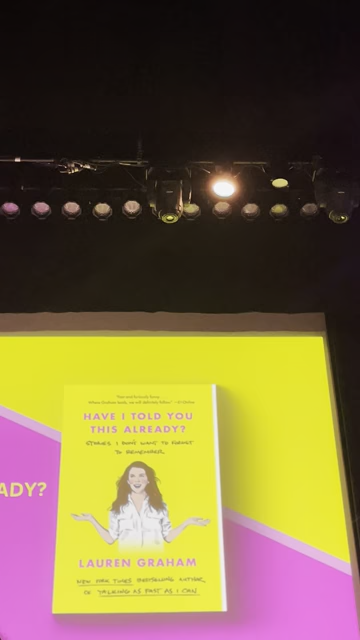 HAVE I TOLD YOU
THIS ALREADY?
STORIES I DON'T WANT TO FORGET
TO REMEMBER
ADY?
LAUREN GRAHAM
NEW YORK TIMES BESTSELLING AUTHOR
OF TALKING AS FAST AS I CAN